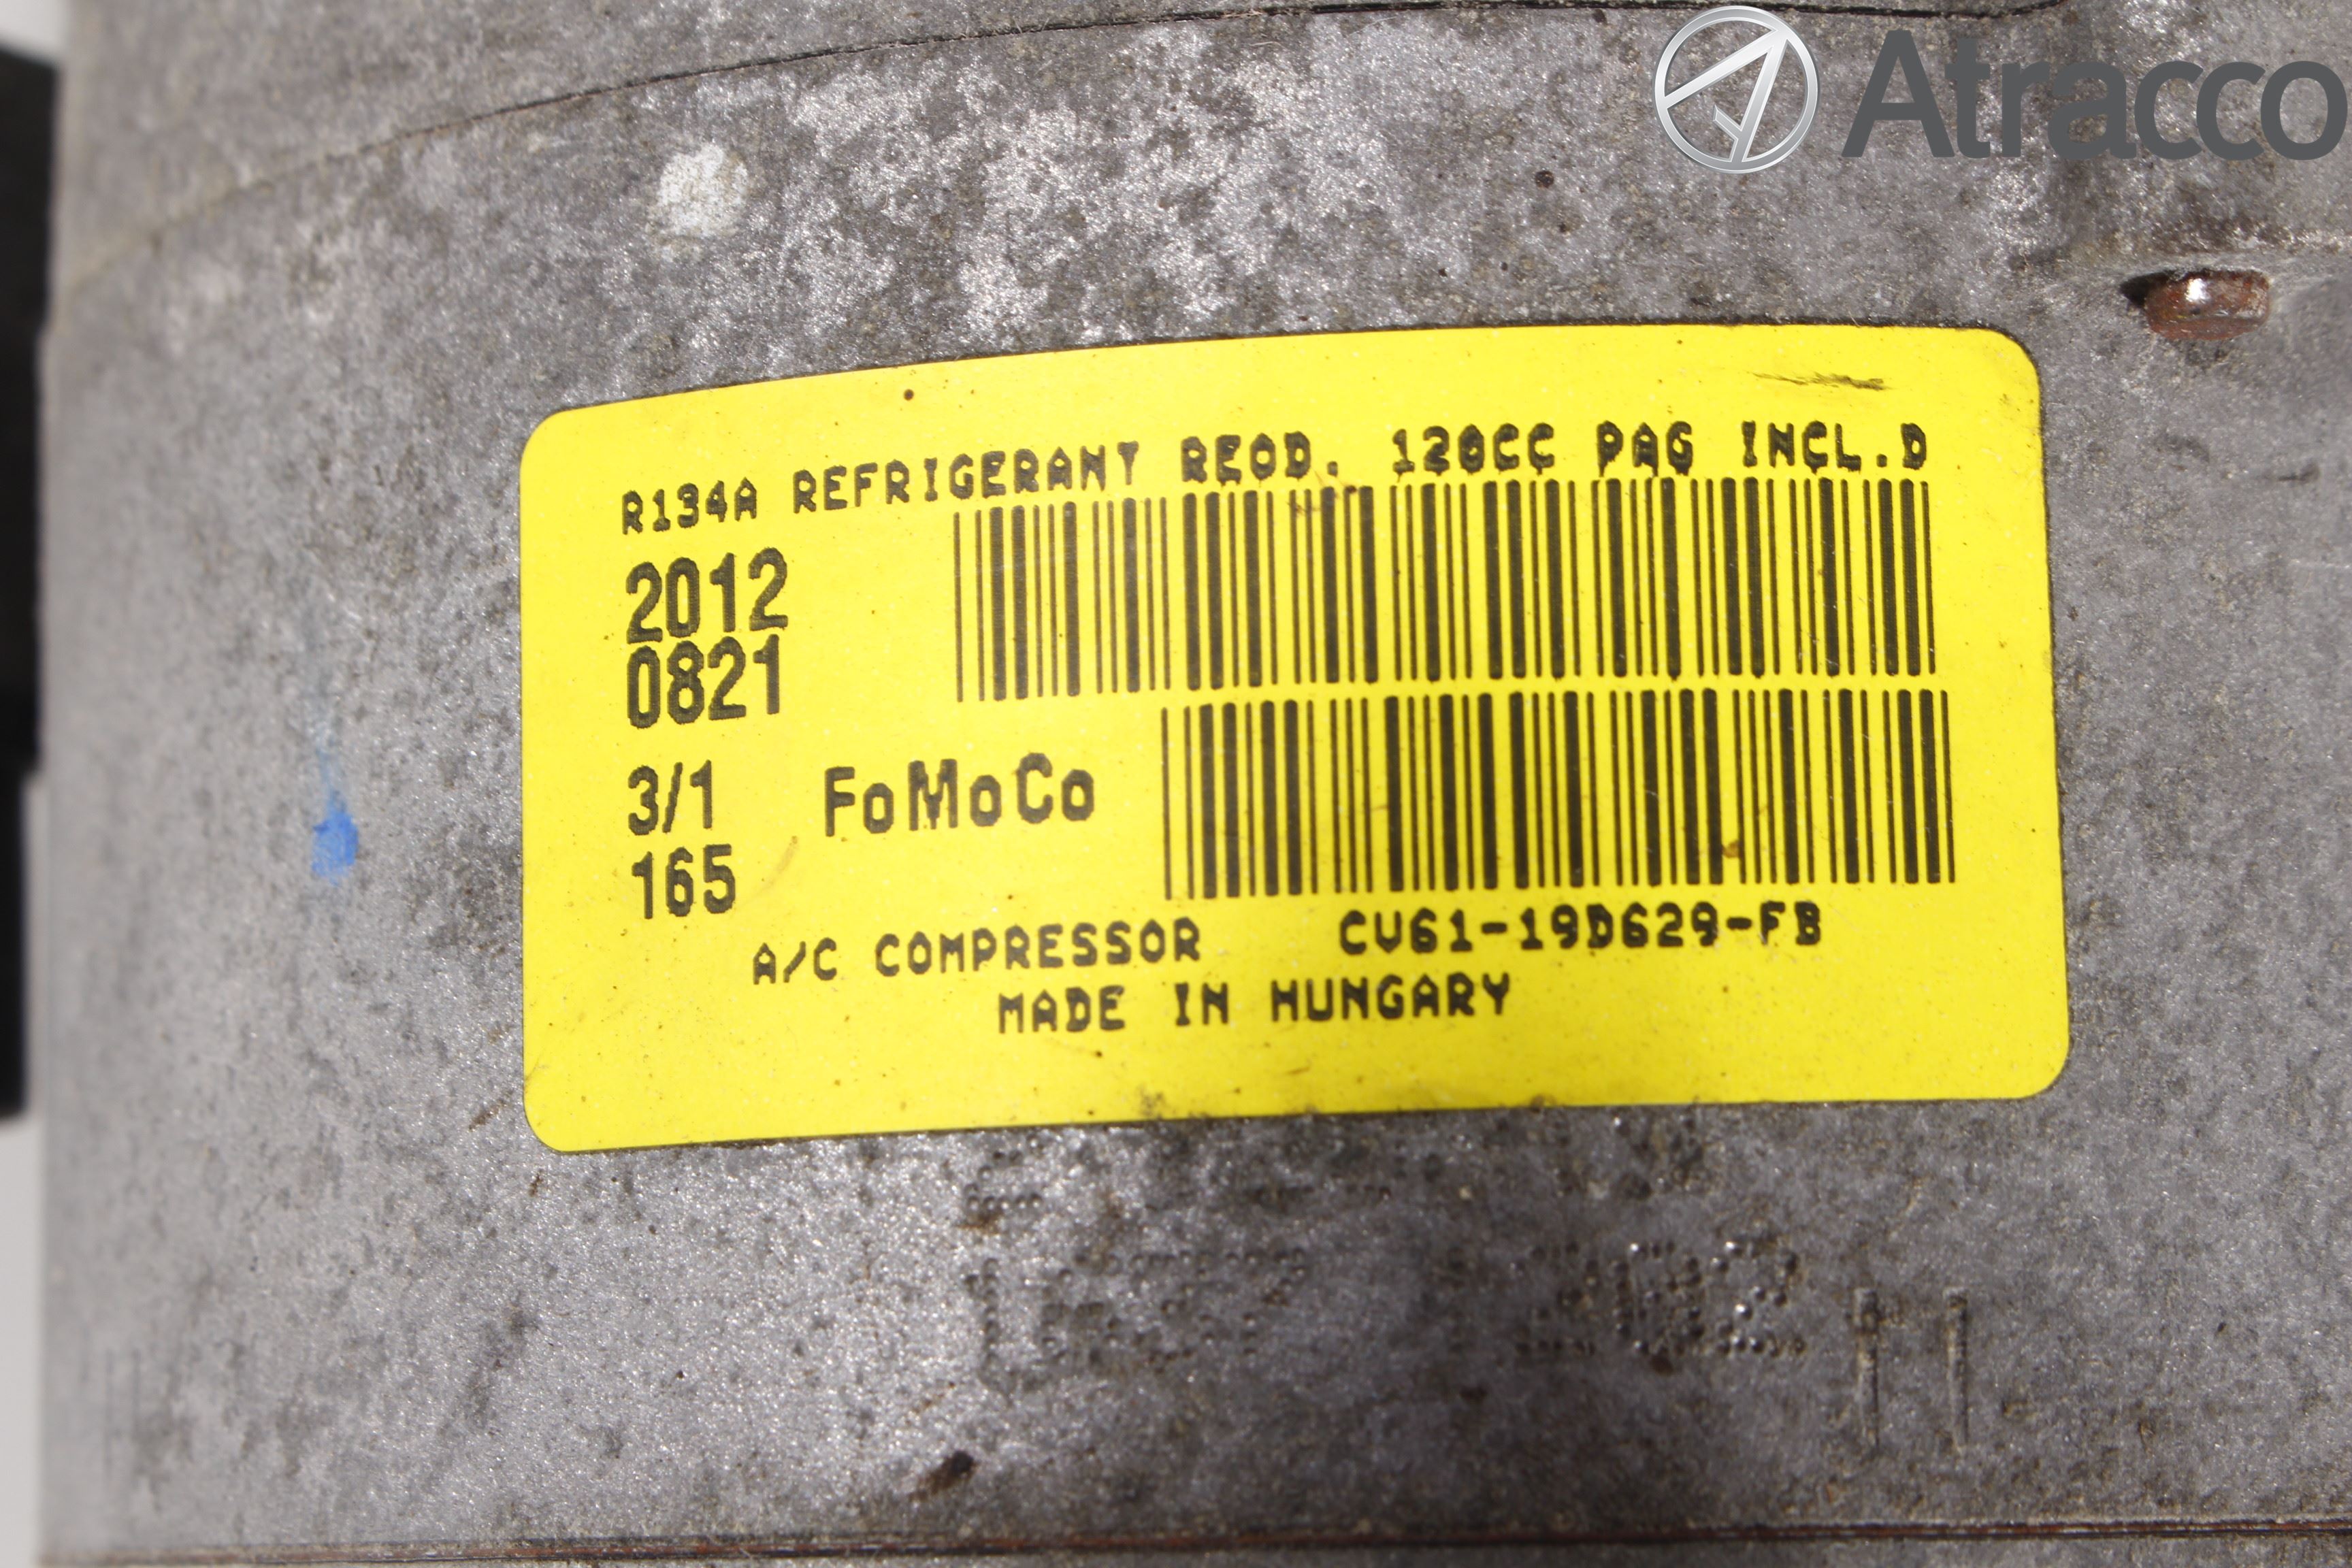 Atracco
R134A REFRIGERANT REQD. 120CC PAG INCL.D
2012
0821
3/1
FoMoCo
165
A/C COMPRESSOR CV61-19D629-FB
MADE IN HUNGARY